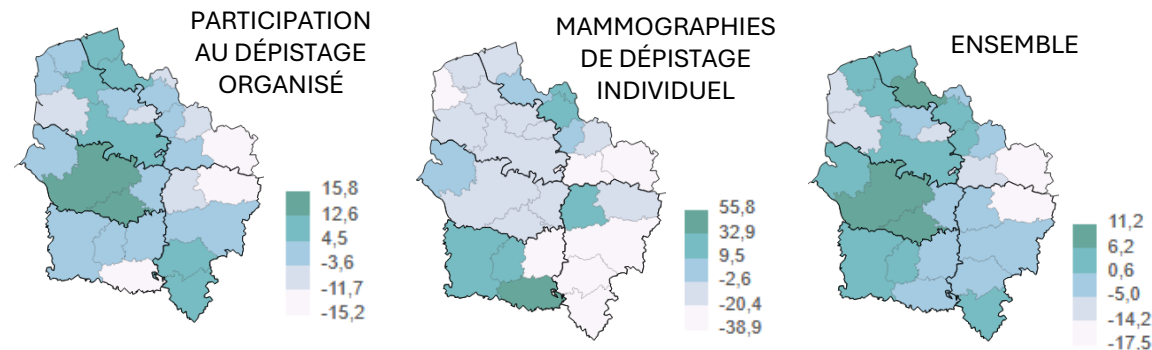 PARTICIPATION
AU DÉPISTAGE
ORGANISÉ
15,8
12,6
4,5
-3,6
-11,7
-15,2
MAMMOGRAPHIES
DE DÉPISTAGE
INDIVIDUEL
55,8
32,9
9,5
-2,6
-20,4
-38,9
ENSEMBLE
11,2
6,2
0,6
-5,0
-14,2
-17,5